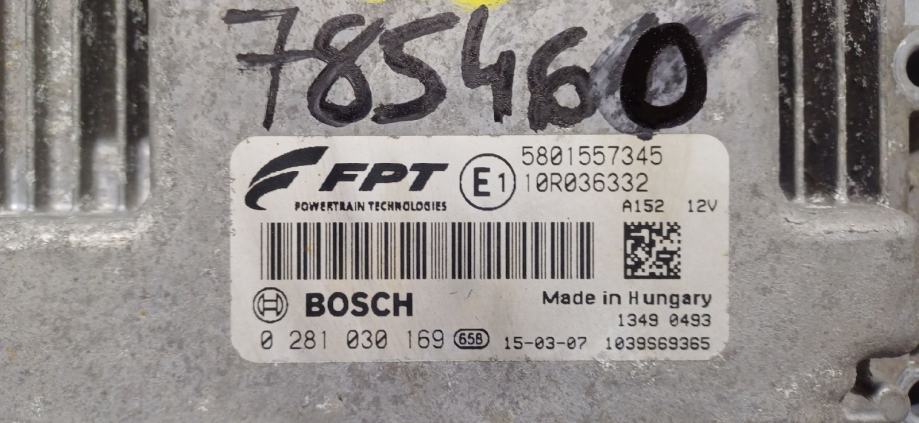 785460
FPT
POWERTRAIN TECHNOLOGIES
E1
5801557345
10R036332
A152 12V
BOSCH
Made in Hungary
1349 0493
0 281 030 169 658 15-03-07 1039S69365